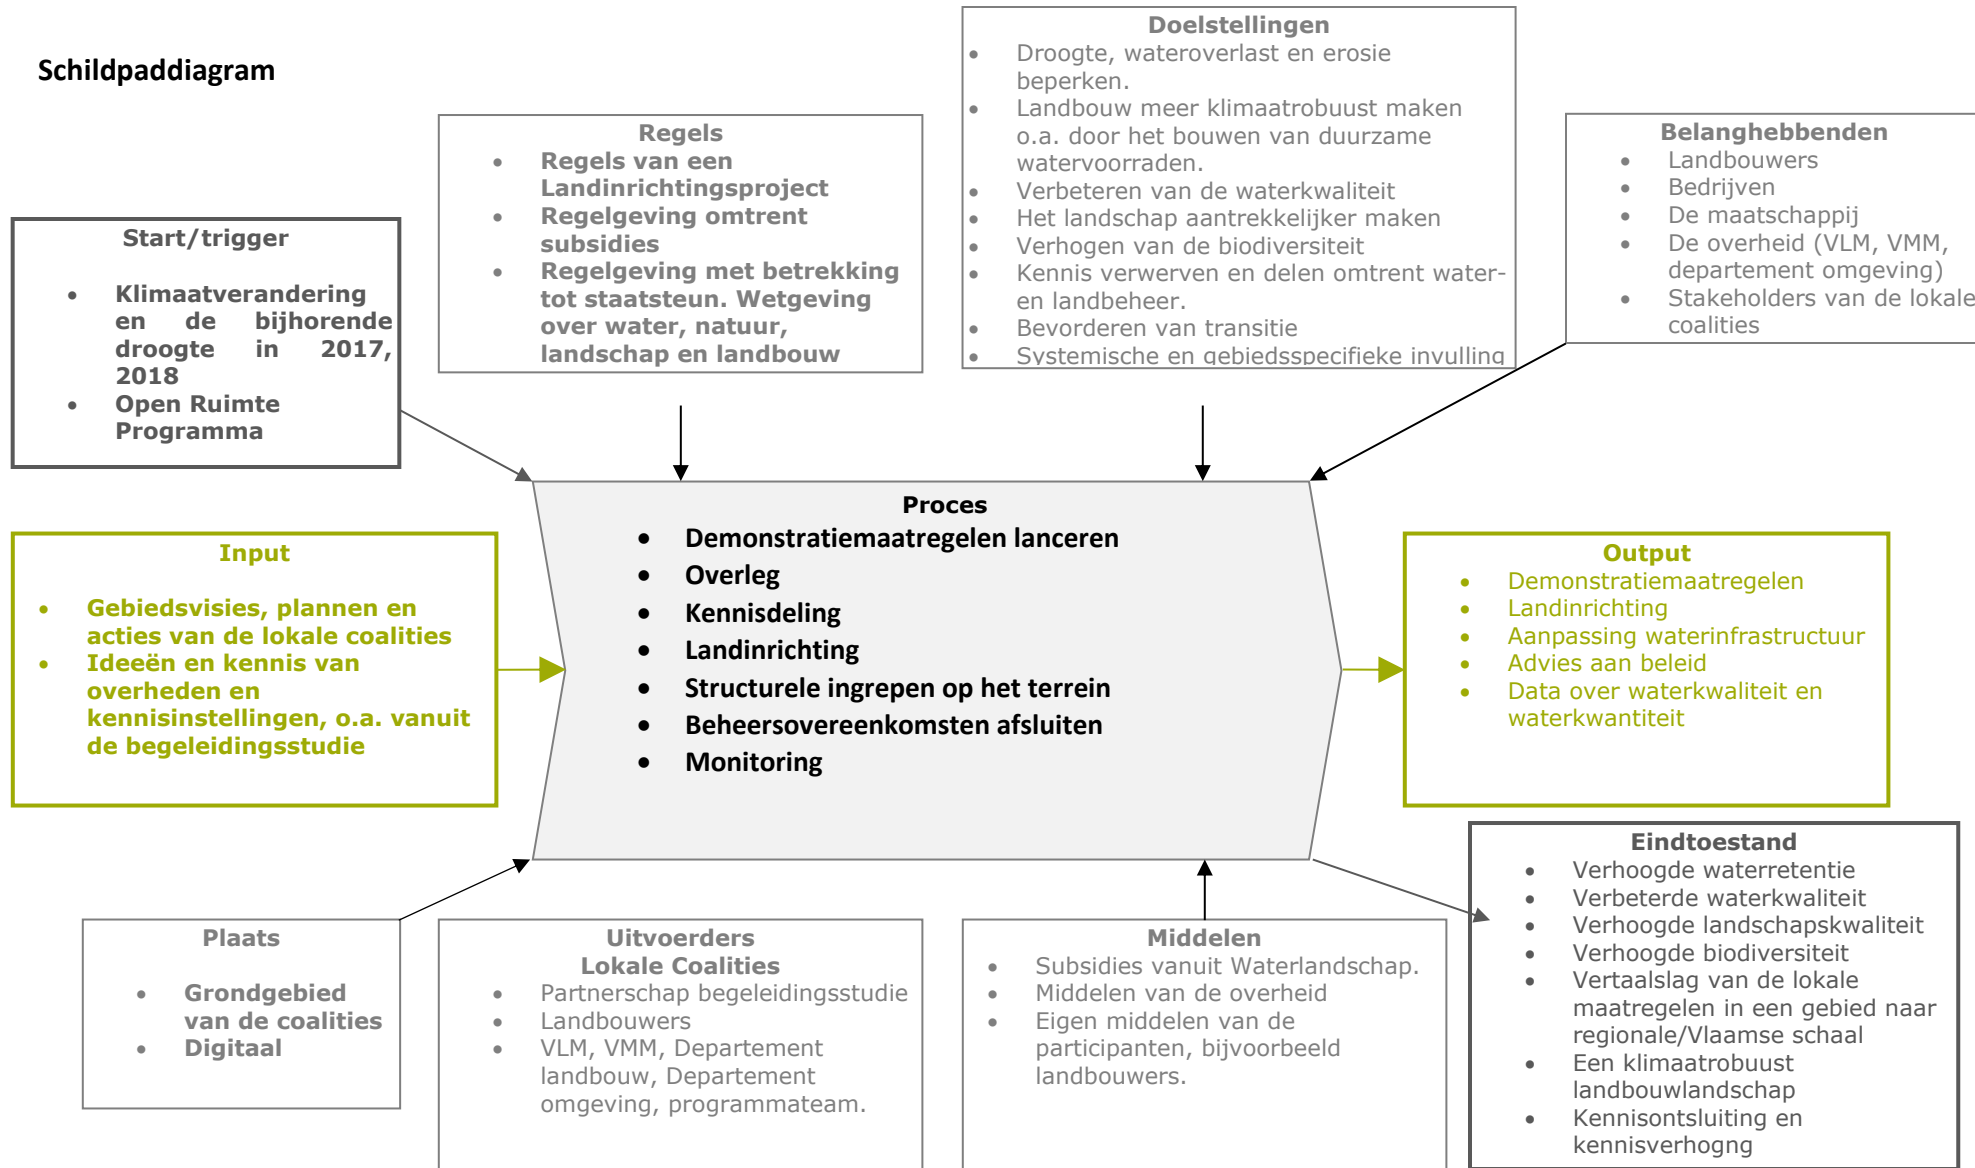 Schildpaddiagram
Regels
Regels van een
Landinrichtingsproject
Regelgeving omtrent
subsidies
Regelgeving met betrekking
tot staatsteun. Wetgeving
over water, natuur,
landschap en landbouw
Doelstellingen
Droogte, wateroverlast en erosie
beperken.
Landbouw meer klimaatrobuust maken
o.a. door het bouwen van duurzame
watervoorraden.
Verbeteren van de waterkwaliteit
Het landschap aantrekkelijker maken
Verhogen van de biodiversiteit
Kennis verwerven en delen omtrent water-
en landbeheer.
Bevorderen van transitie
Systemische en gebiedsspecifieke invulling
Belanghebbenden
Landbouwers
Bedrijven
De maatschappij
De overheid (VLM, VMM,
departement omgeving)
Stakeholders van de lokale
coalities
Start/trigger
Klimaatverandering
en de bijhorende
droogte in 2017,
2018
Open Ruimte
Programma
Input
Gebiedsvisies, plannen en
acties van de lokale coalities
Ideeën en kennis van
overheden en
kennisinstellingen, o.a. vanuit
de begeleidingsstudie
Proces
Demonstratiemaatregelen lanceren
Overleg
Kennisdeling
Landinrichting
Structurele ingrepen op het terrein
Beheersovereenkomsten afsluiten
Monitoring
Output
Demonstratiemaatregelen
Landinrichting
Aanpassing waterinfrastructuur
Advies aan beleid
Data over waterkwaliteit en
waterkwantiteit
Plaats
Grondgebied
van de coalities
Digitaal
Uitvoerders
Lokale Coalities
Partnerschap begeleidingsstudie
Landbouwers
VLM, VMM, Departement
landbouw, Departement
omgeving, programmateam.
Middelen
Subsidies vanuit Waterlandschap.
Middelen van de overheid
Eigen middelen van de
participanten, bijvoorbeeld
landbouwers.
Eindtoestand
Verhoogde waterretentie
Verbeterde waterkwaliteit
Verhoogde landschapskwaliteit
Verhoogde biodiversiteit
Vertaalslag van de lokale
maatregelen in een gebied naar
regionale/Vlaamse schaal
Een klimaatrobuust
landbouwlandschap
Kennisontsluiting en
kennisverhogng